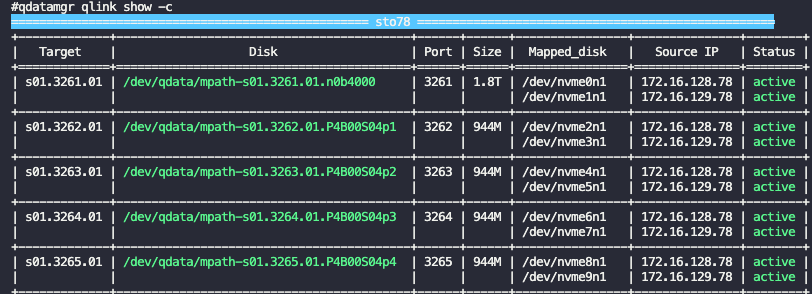 #qdatamgr qlink show -c
sto78
Target | Disk | Port | Size | Mapped_disk | Source IP | Status
s01.3261.01 | /dev/qdata/mpath-s01.3261.01.n0b4000 | 3261 | 1.8T | /dev/nvme0n1 | 172.16.128.78 | active
/dev/nvme1n1 | 172.16.129.78 | active
s01.3262.01 | /dev/qdata/mpath-s01.3262.01.P4B00S04p1 | 3262 | 944M | /dev/nvme2n1 | 172.16.128.78 | active
/dev/nvme3n1 | 172.16.129.78 | active
s01.3263.01 | /dev/qdata/mpath-s01.3263.01.P4B00S04p2 | 3263 | 944M | /dev/nvme4n1 | 172.16.128.78 | active
/dev/nvme5n1 | 172.16.129.78 | active
s01.3264.01 | /dev/qdata/mpath-s01.3264.01.P4B00S04p3 | 3264 | 944M | /dev/nvme6n1 | 172.16.128.78 | active
/dev/nvme7n1 | 172.16.129.78 | active
s01.3265.01 | /dev/qdata/mpath-s01.3265.01.P4B00S04p4 | 3265 | 944M | /dev/nvme8n1 | 172.16.128.78 | active
/dev/nvme9n1 | 172.16.129.78 | active